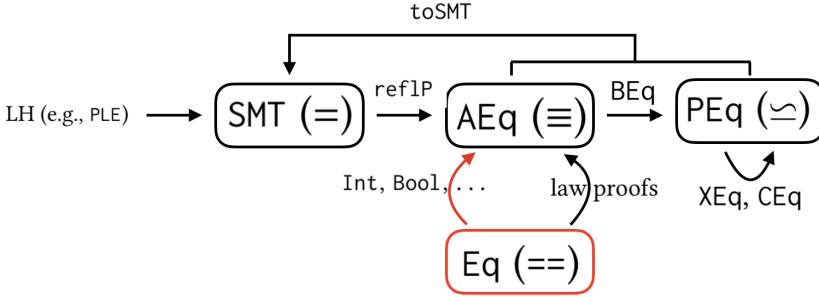 toSMT
LH (e.g., PLE)
SMT (=)
reflP
AEq (≡)
BEq
PEq (≃)
Int, Bool, ...
law proofs
XEq, CEq
Eq (==)